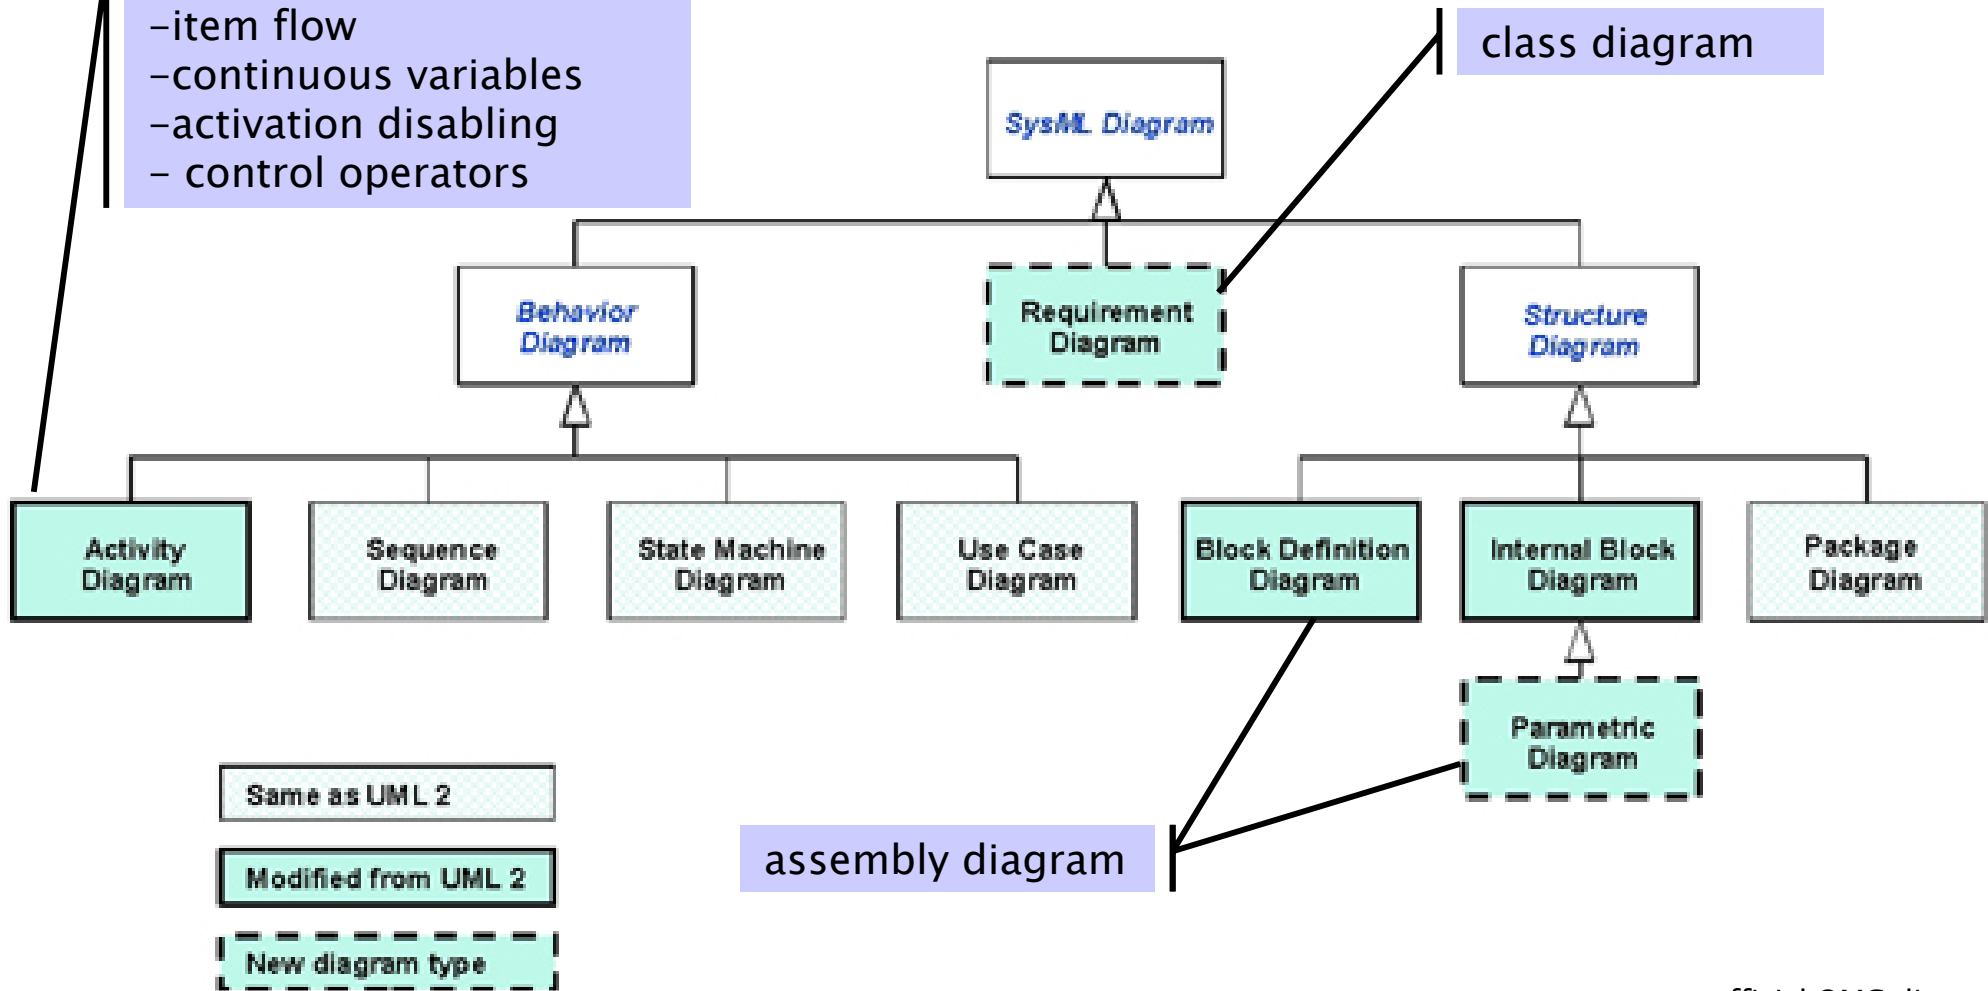 –item flow
–continuous variables
–activation disabling
– control operators
class diagram
SysML Diagram
Behavior
Diagram
Requirement
Diagram
Structure
Diagram
Activity
Diagram
Sequence
Diagram
State Machine
Diagram
Use Case
Diagram
Block Definition
Diagram
Internal Block
Diagram
Package
Diagram
Parametric
Diagram
Same as UML 2
Modified from UML 2
New diagram type
assembly diagram